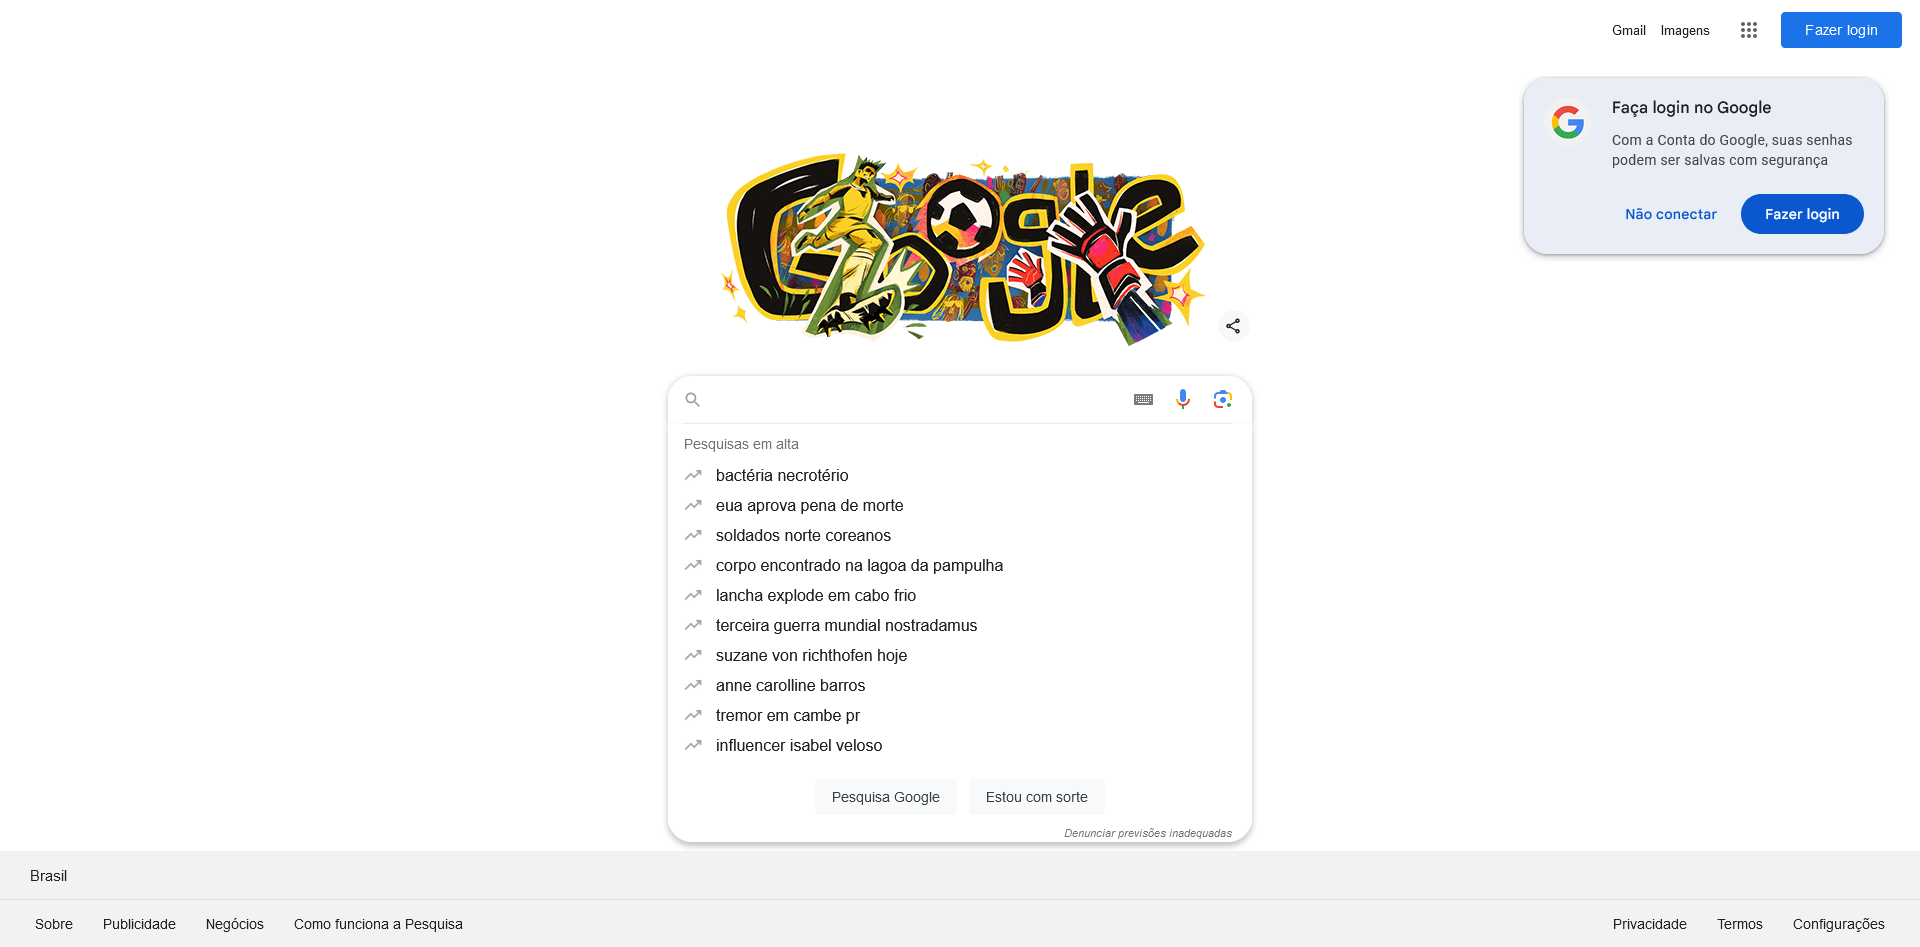 Gmail
Imagens
Fazer login
Faça login no Google
Com a Conta do Google, suas senhas
podem ser salvas com segurança
Não conectar
Fazer login
Google
Pesquisas em alta
bactéria necrotério
eua aprova pena de morte
soldados norte coreanos
corpo encontrado na lagoa da pampulha
lancha explode em cabo frio
terceira guerra mundial nostradamus
suzane von richthofen hoje
anne carolline barros
tremor em cambe pr
influencer isabel veloso
Pesquisa Google
Estou com sorte
Denunciar previsões inadequadas
Brasil
Sobre
Publicidade
Negócios
Como funciona a Pesquisa
Privacidade
Termos
Configurações